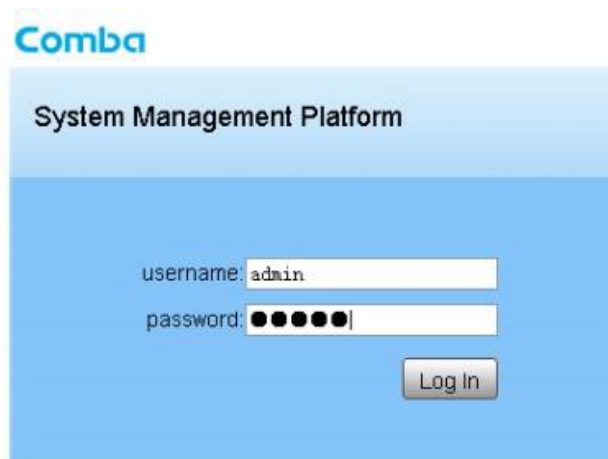 Comba
System Management Platform
username: admin
password: ●●●●●
Log In